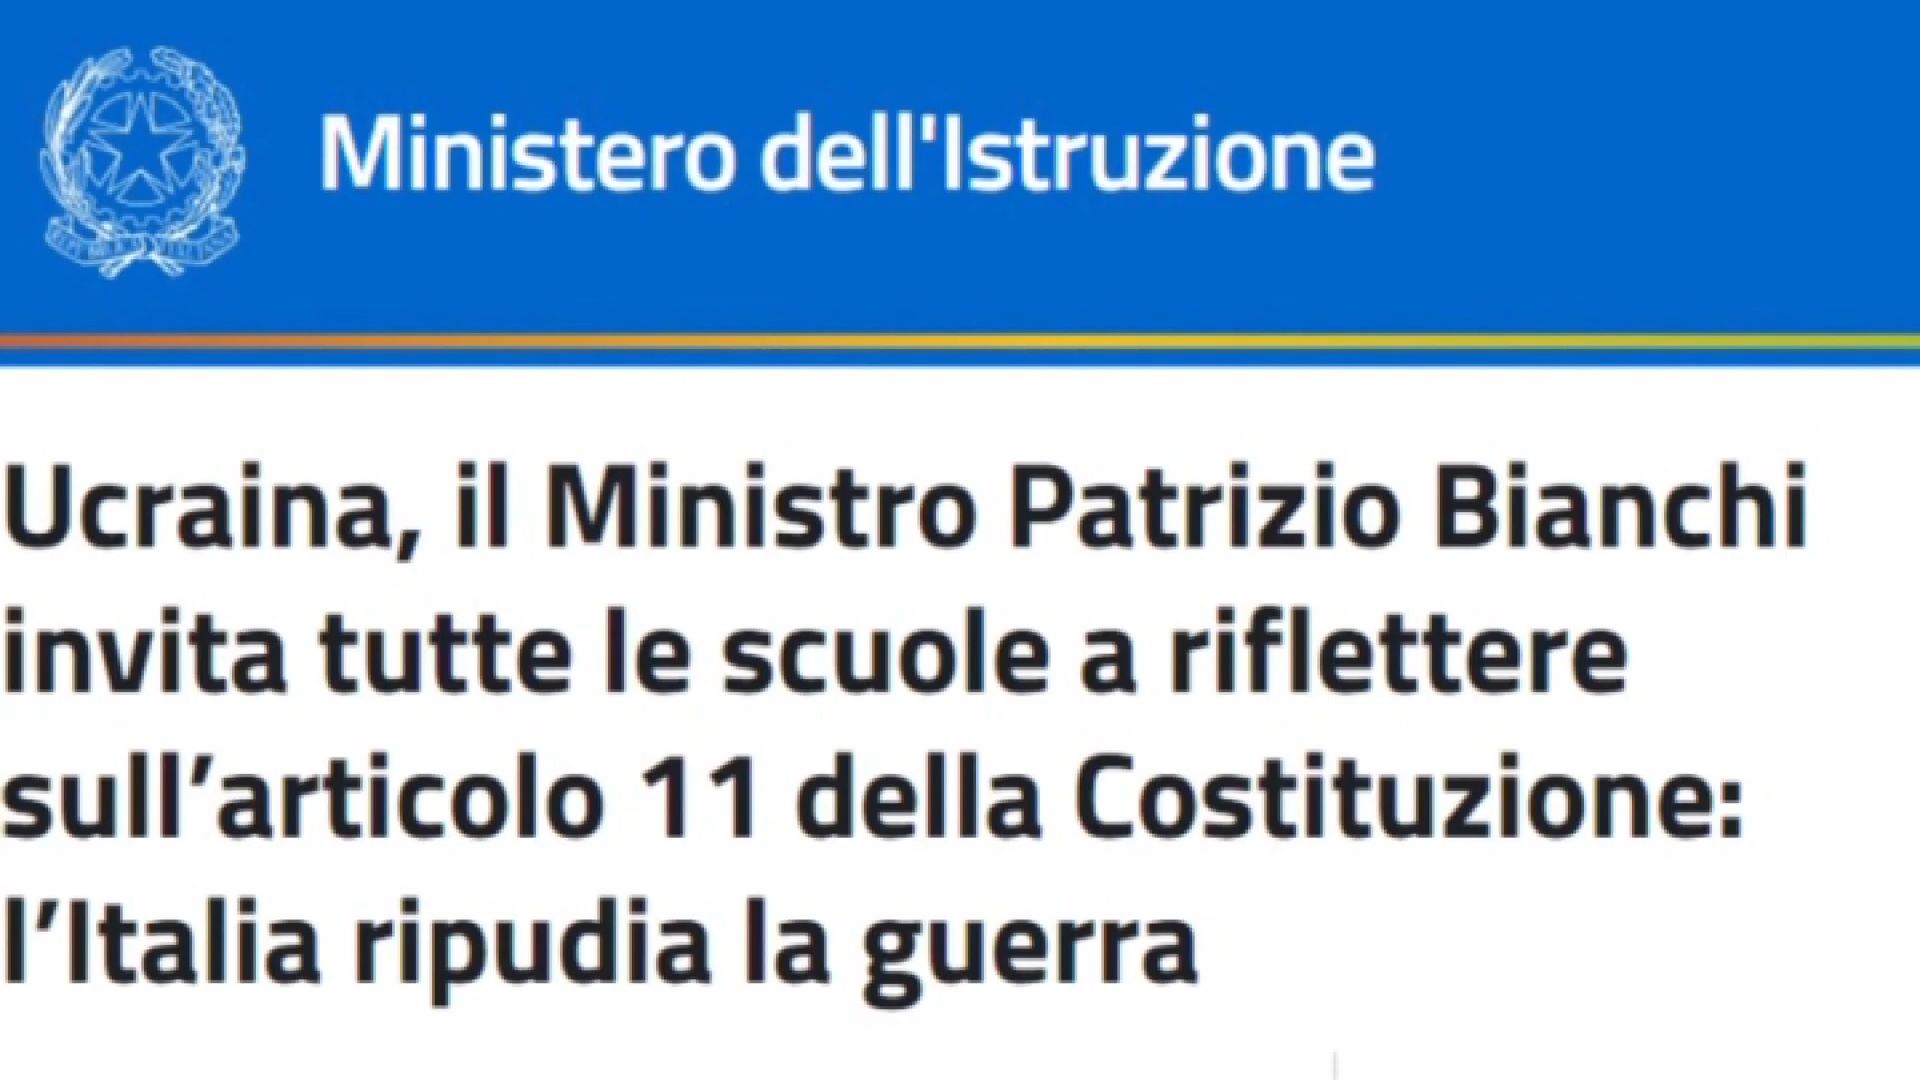 Ministero dell'Istruzione
Ucraina, il Ministro Patrizio Bianchi
invita tutte le scuole a riflettere
sull’articolo 11 della Costituzione:
l’Italia ripudia la guerra